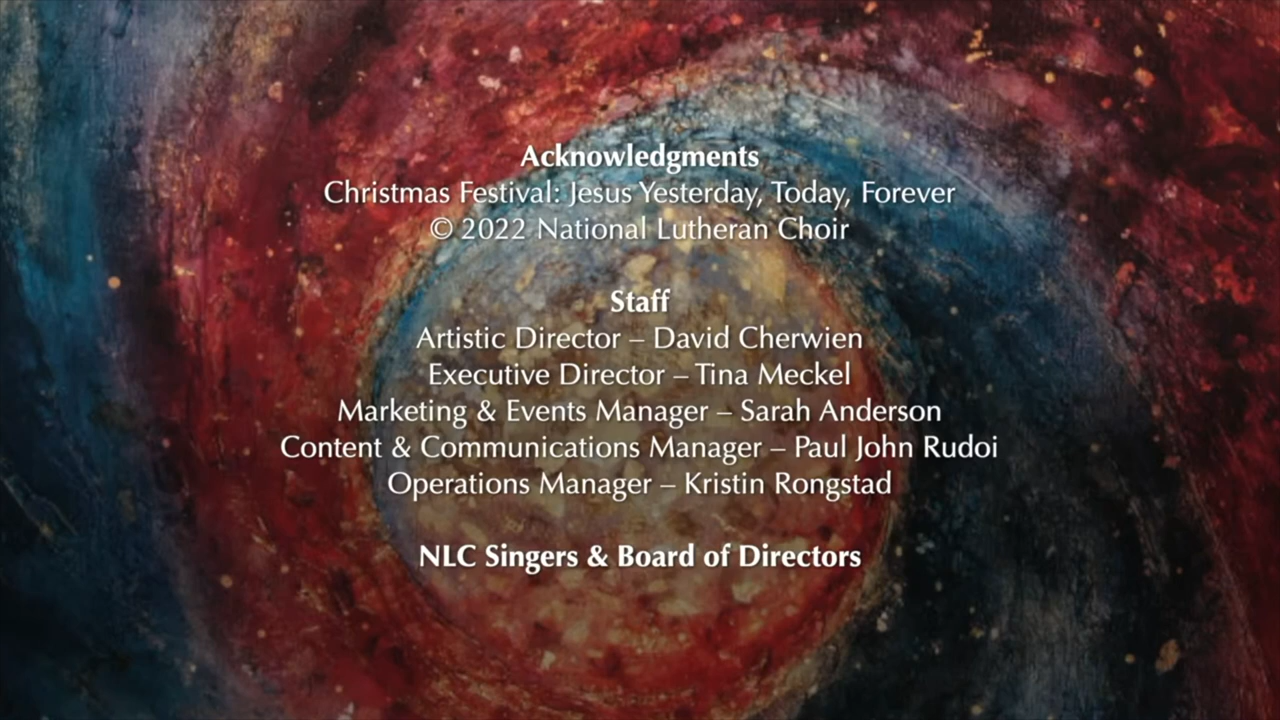 Acknowledgments
Christmas Festival: Jesus Yesterday, Today, Forever
© 2022 National Lutheran Choir
Staff
Artistic Director – David Cherwien
Executive Director – Tina Meckel
Marketing & Events Manager – Sarah Anderson
Content & Communications Manager – Paul John Rudoi
Operations Manager – Kristin Rongstad
NLC Singers & Board of Directors